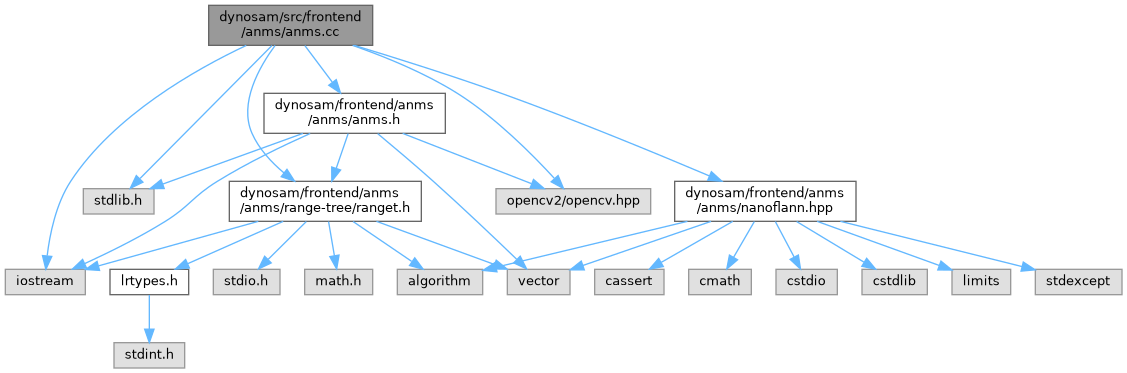 dynosam/src/frontend
/anms/anms.cc
dynosam/frontend/anms
/anms/anms.h
stdlib.h
dynosam/frontend/anms
/anms/range-tree/ranget.h
opencv2/opencv.hpp
dynosam/frontend/anms
/anms/nanoflann.hpp
iostream
lrtypes.h
stdio.h
math.h
algorithm
vector
cassert
cmath
cstdio
cstdlib
limits
stdexcept
stdint.h